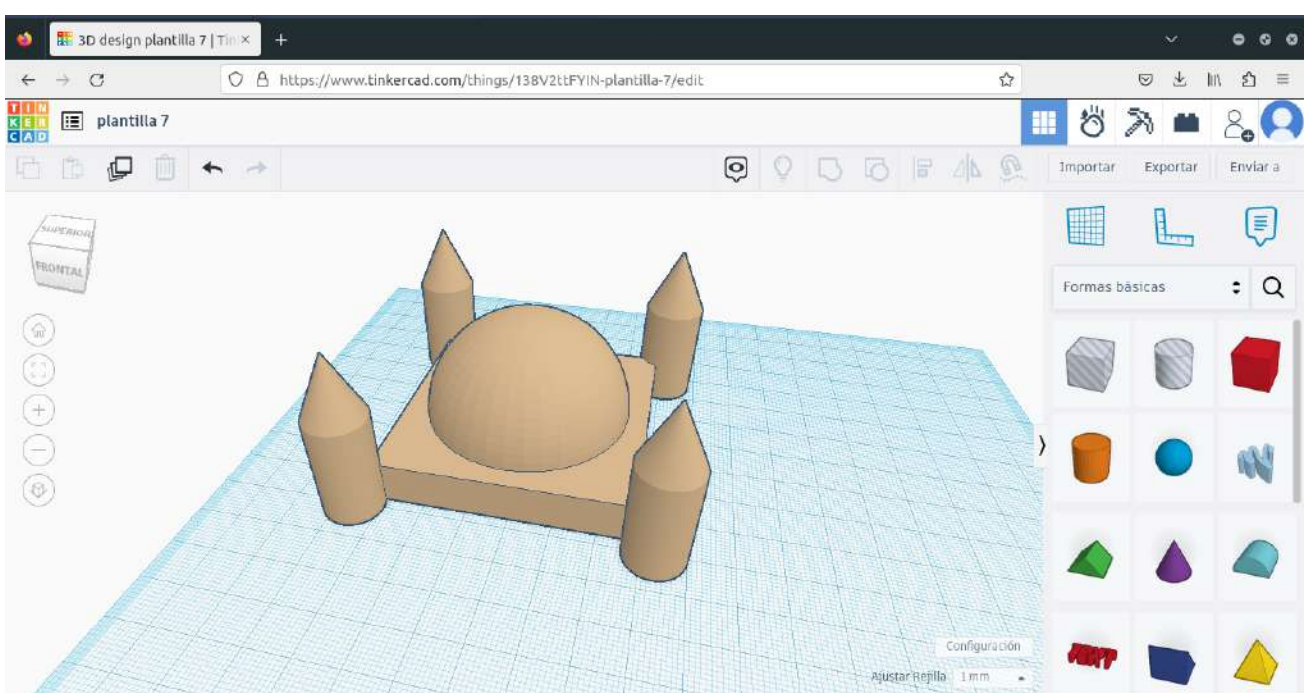 3D design plantilla 7 | Tin
https://www.tinkercad.com/things/138V2ttFYIN-plantilla-7/edit
TIN
KER
CAD
plantilla 7
Importar
Exportar
Enviar a
SUPERIOR
FRONTAL
Formas básicas
Configuración
Ajustar Rejilla
1 mm